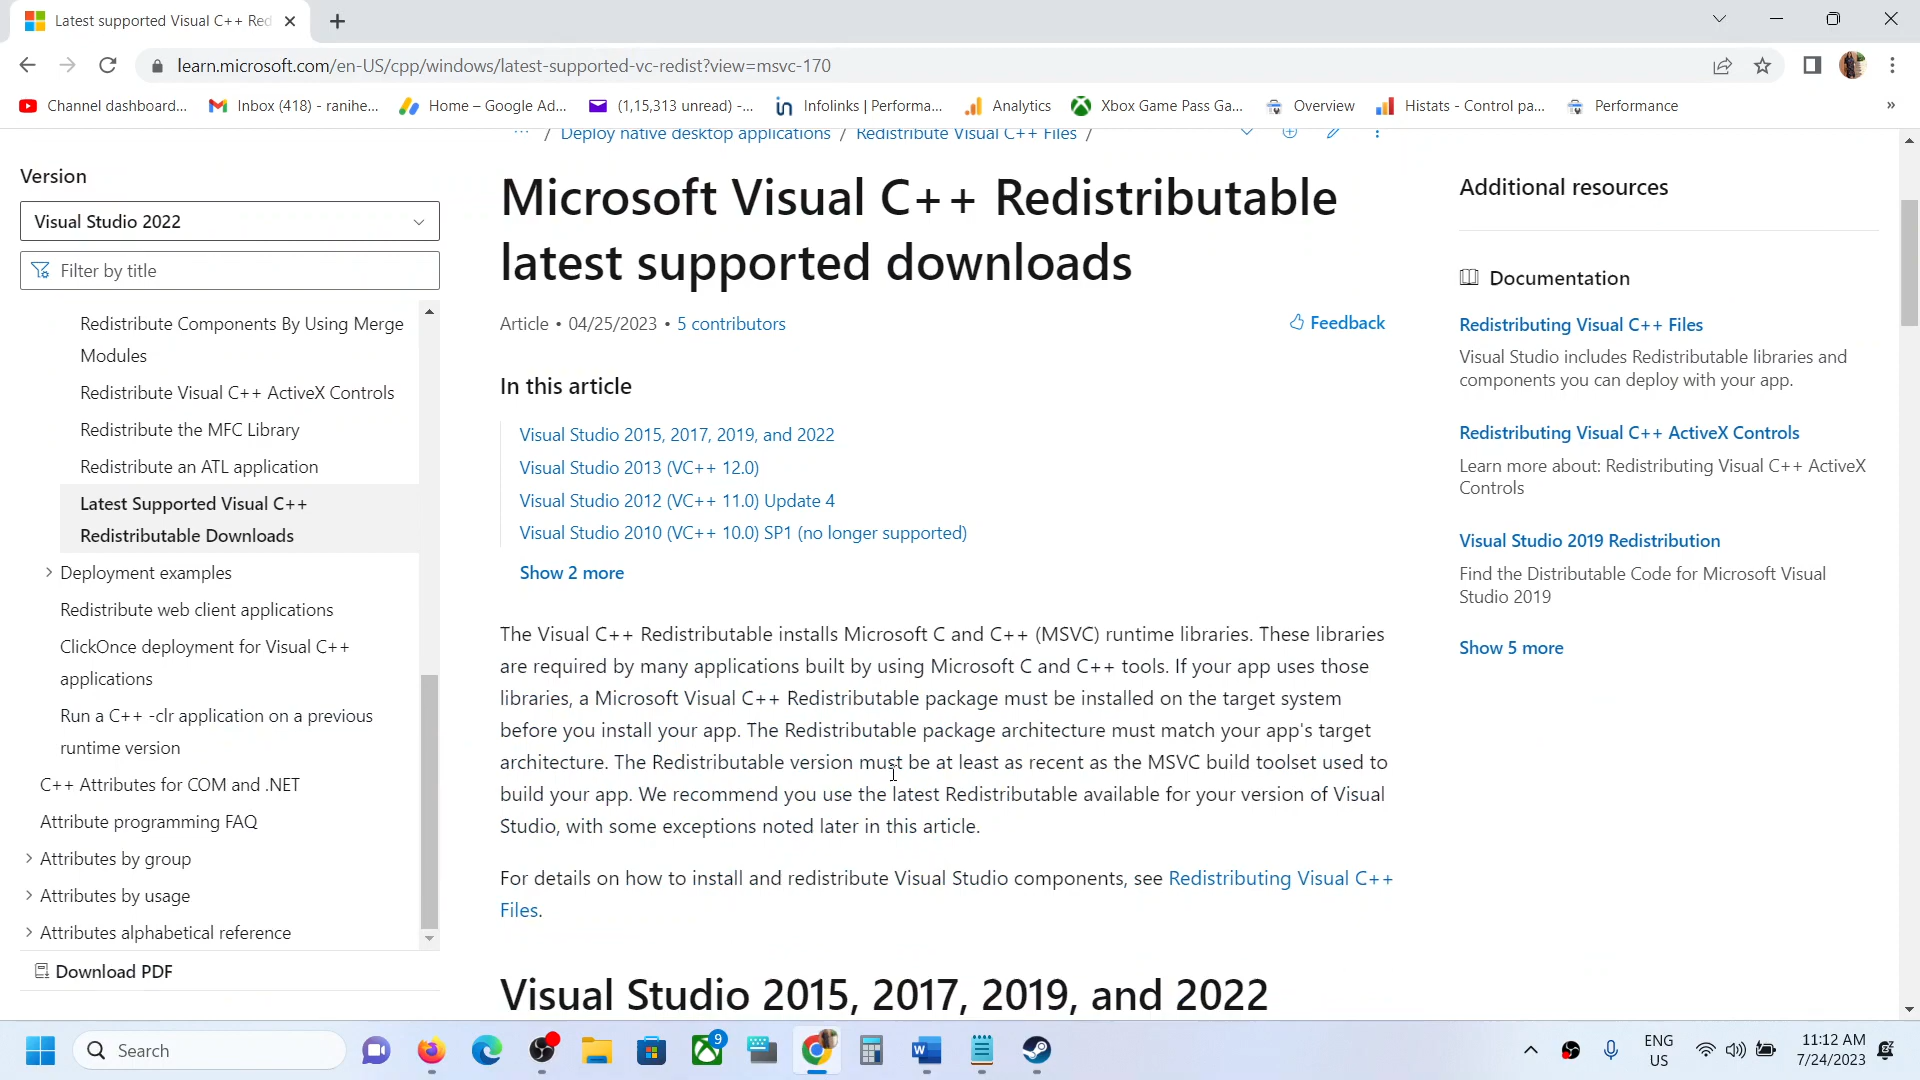 Latest supported Visual C++ Red
learn.microsoft.com/en-US/cpp/windows/latest-supported-vc-redist?view=msvc-170
Channel dashboard...
Inbox (418) - ranihe...
Home – Google Ad...
(1,15,313 unread) -...
Infolinks | Performa...
Analytics
Xbox Game Pass Ga...
Overview
Histats - Control pa...
Performance
»
... / Deploy native desktop applications / Redistribute Visual C++ Files /
Version
Visual Studio 2022
Filter by title
Redistribute Components By Using Merge
Modules
Redistribute Visual C++ ActiveX Controls
Redistribute the MFC Library
Redistribute an ATL application
Latest Supported Visual C++
Redistributable Downloads
Deployment examples
Redistribute web client applications
ClickOnce deployment for Visual C++
applications
Run a C++ -clr application on a previous
runtime version
C++ Attributes for COM and .NET
Attribute programming FAQ
Attributes by group
Attributes by usage
Attributes alphabetical reference
Download PDF
Microsoft Visual C++ Redistributable
latest supported downloads
Article • 04/25/2023 • 5 contributors
Feedback
In this article
Visual Studio 2015, 2017, 2019, and 2022
Visual Studio 2013 (VC++ 12.0)
Visual Studio 2012 (VC++ 11.0) Update 4
Visual Studio 2010 (VC++ 10.0) SP1 (no longer supported)
Show 2 more
The Visual C++ Redistributable installs Microsoft C and C++ (MSVC) runtime libraries. These libraries
are required by many applications built by using Microsoft C and C++ tools. If your app uses those
libraries, a Microsoft Visual C++ Redistributable package must be installed on the target system
before you install your app. The Redistributable package architecture must match your app's target
architecture. The Redistributable version must be at least as recent as the MSVC build toolset used to
build your app. We recommend you use the latest Redistributable available for your version of Visual
Studio, with some exceptions noted later in this article.
For details on how to install and redistribute Visual Studio components, see Redistributing Visual C++
Files.
Visual Studio 2015, 2017, 2019, and 2022
Additional resources
Documentation
Redistributing Visual C++ Files
Visual Studio includes Redistributable libraries and
components you can deploy with your app.
Redistributing Visual C++ ActiveX Controls
Learn more about: Redistributing Visual C++ ActiveX
Controls
Visual Studio 2019 Redistribution
Find the Distributable Code for Microsoft Visual
Studio 2019
Show 5 more
Search
9
ENG
US
11:12 AM
7/24/2023